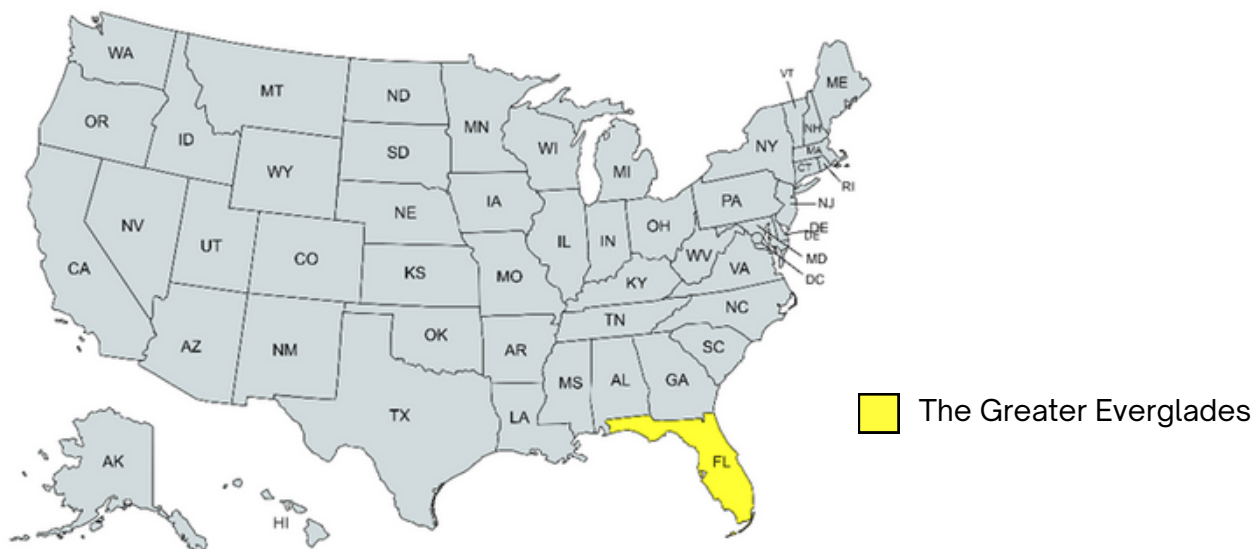 WA
MT
ND
MN
OR
ID
SD
WI
MI
VT
ME
NH
NY
MA
CT
RI
WY
NE
IA
PA
NJ
NV
UT
CO
IL
IN
OH
DE
DE
WV
VA
MD
DC
CA
KS
MO
KY
NC
AZ
NM
OK
AR
TN
SC
MS
AL
GA
TX
LA
The Greater Everglades
AK
FL
HI